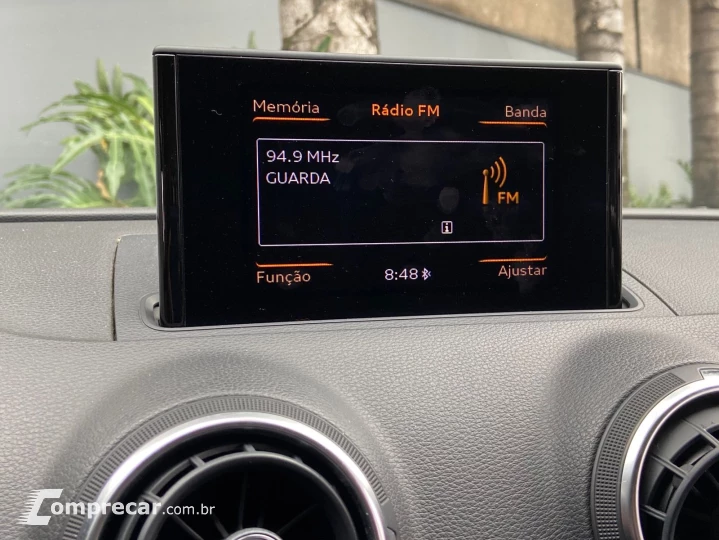 Memória Rádio FM Banda
94.9 MHz
GUARDA
FM
Função 8:48 Ajustar
Comprecar.com.br